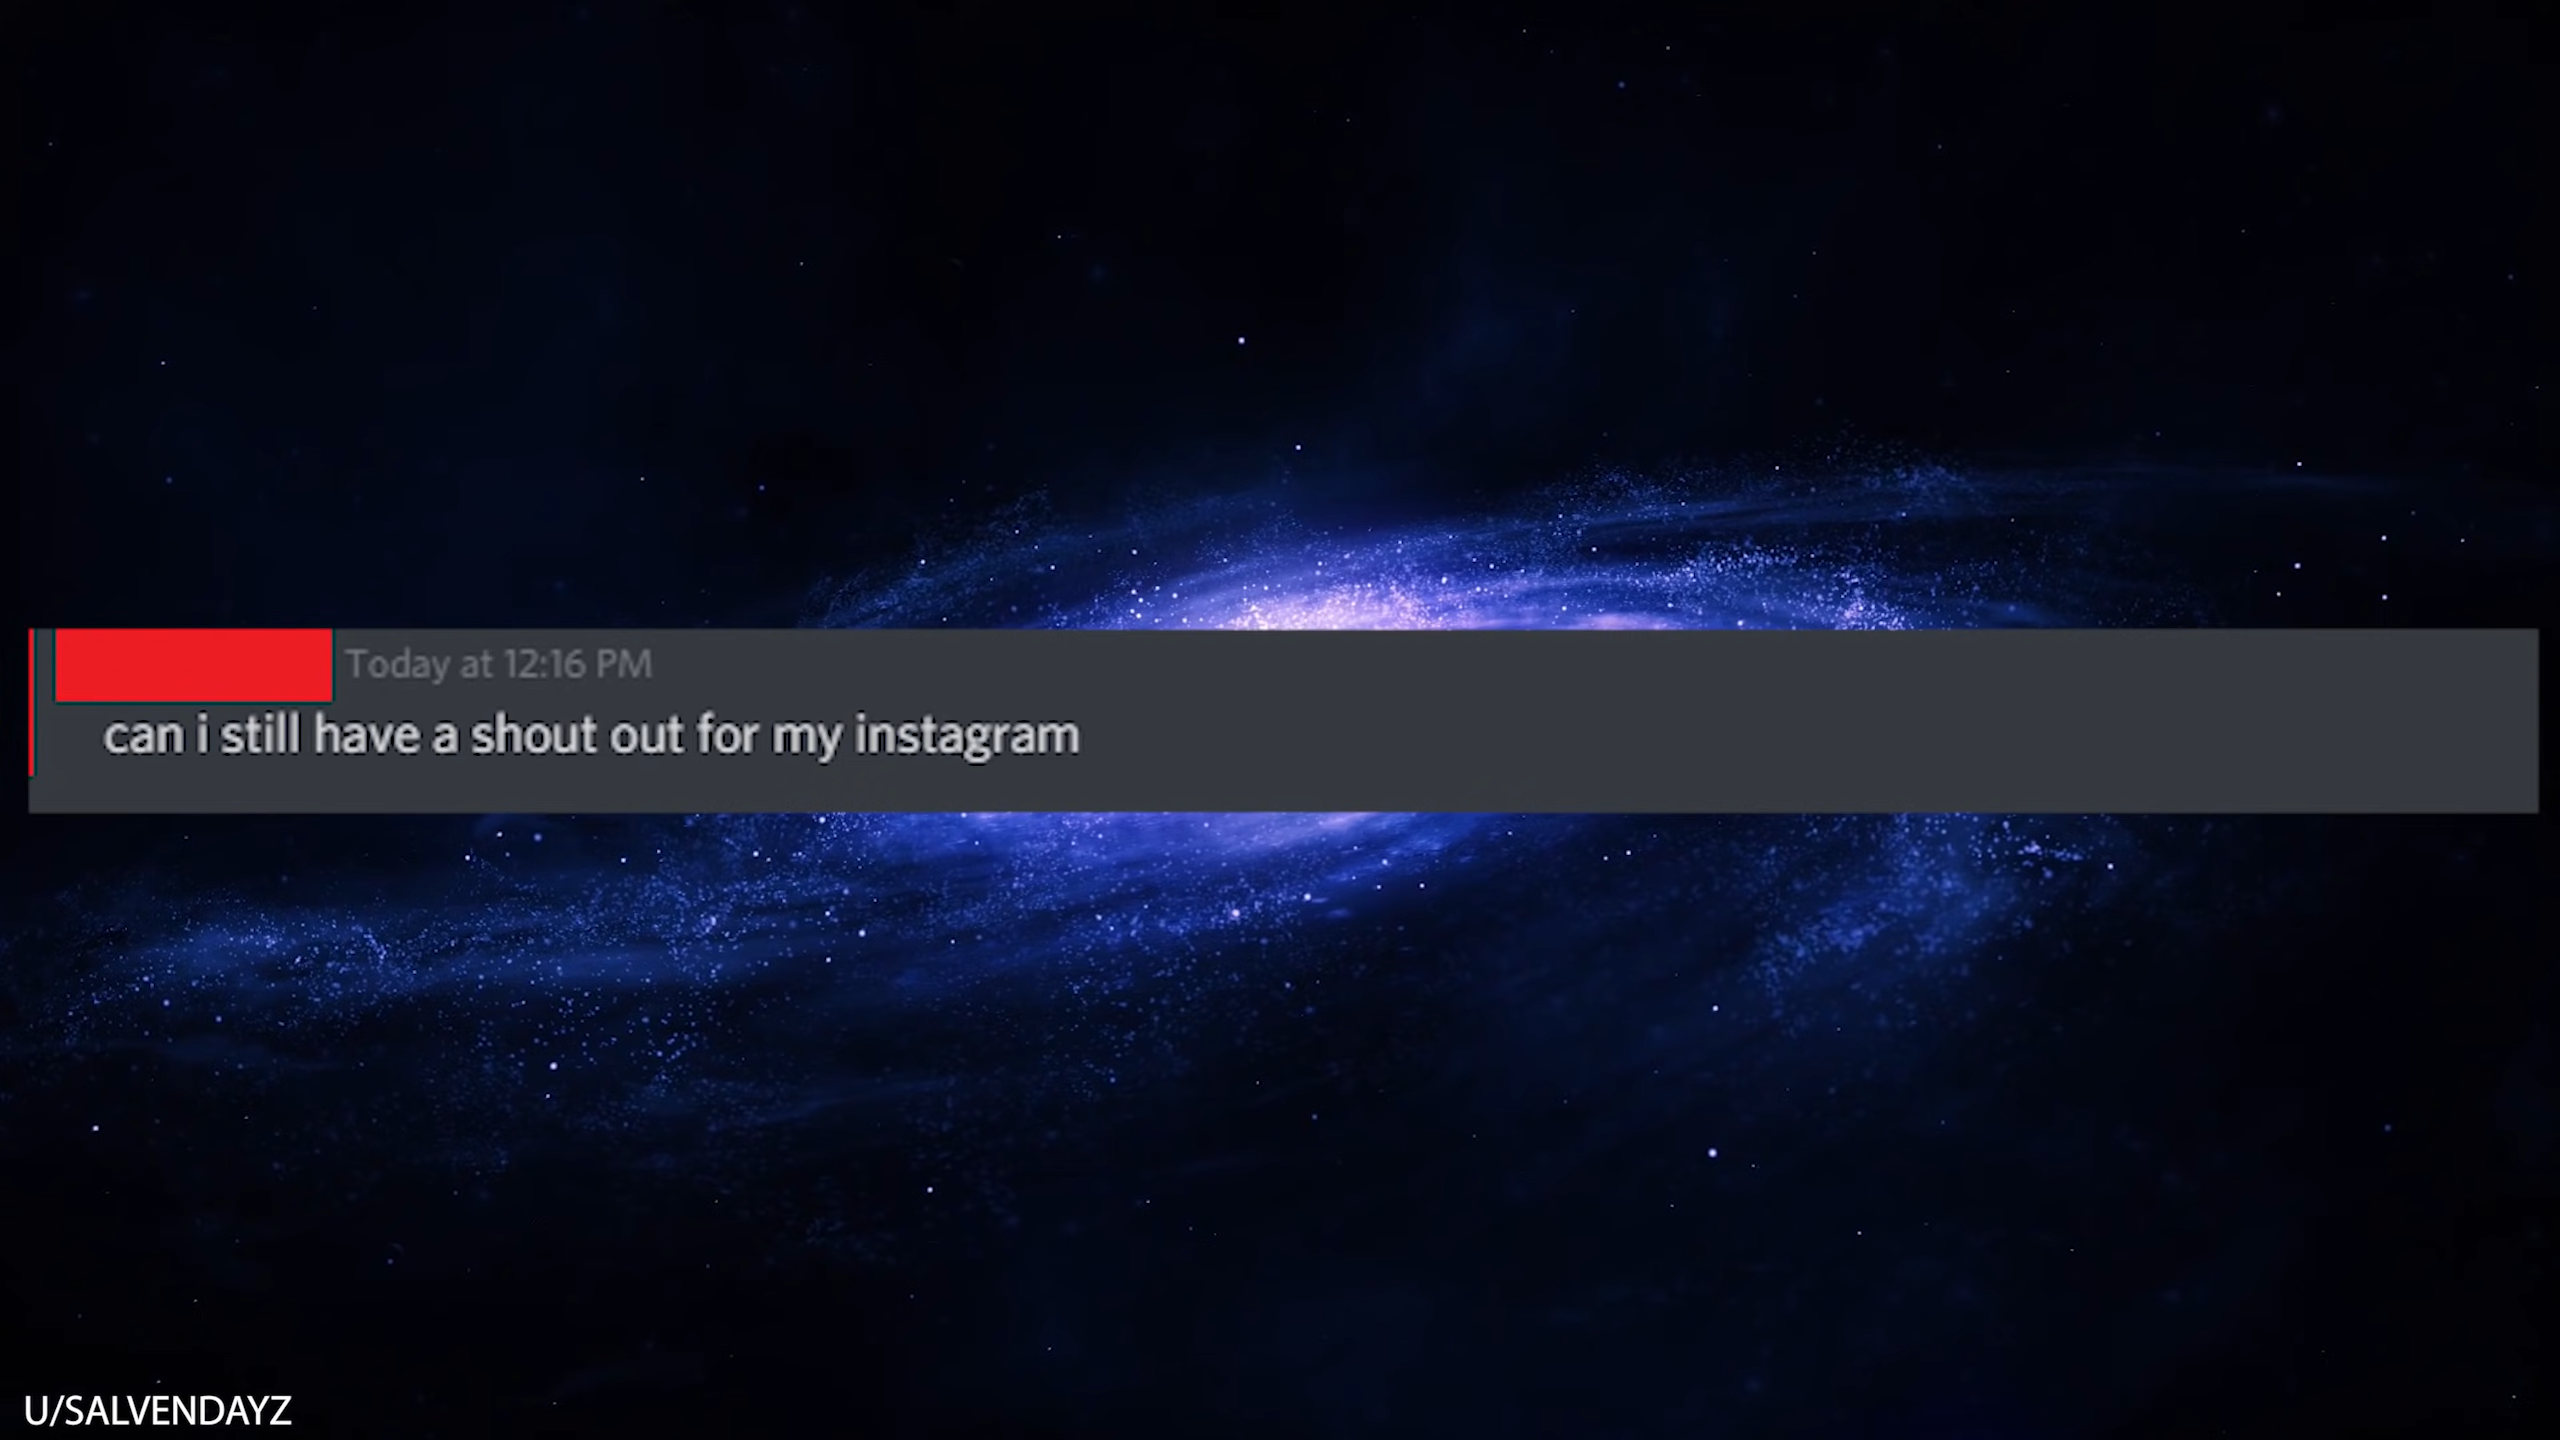 Today at 12:16 PM
can i still have a shout out for my instagram
U/SALVENDAYZ